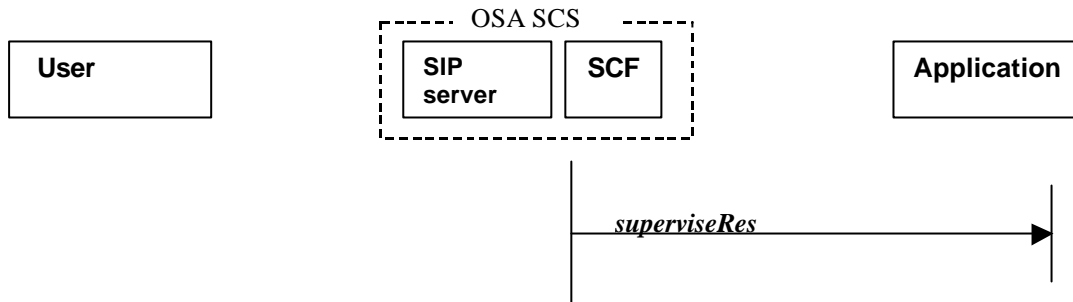 OSA SCS
User
SIP
server
SCF
Application
superviseRes